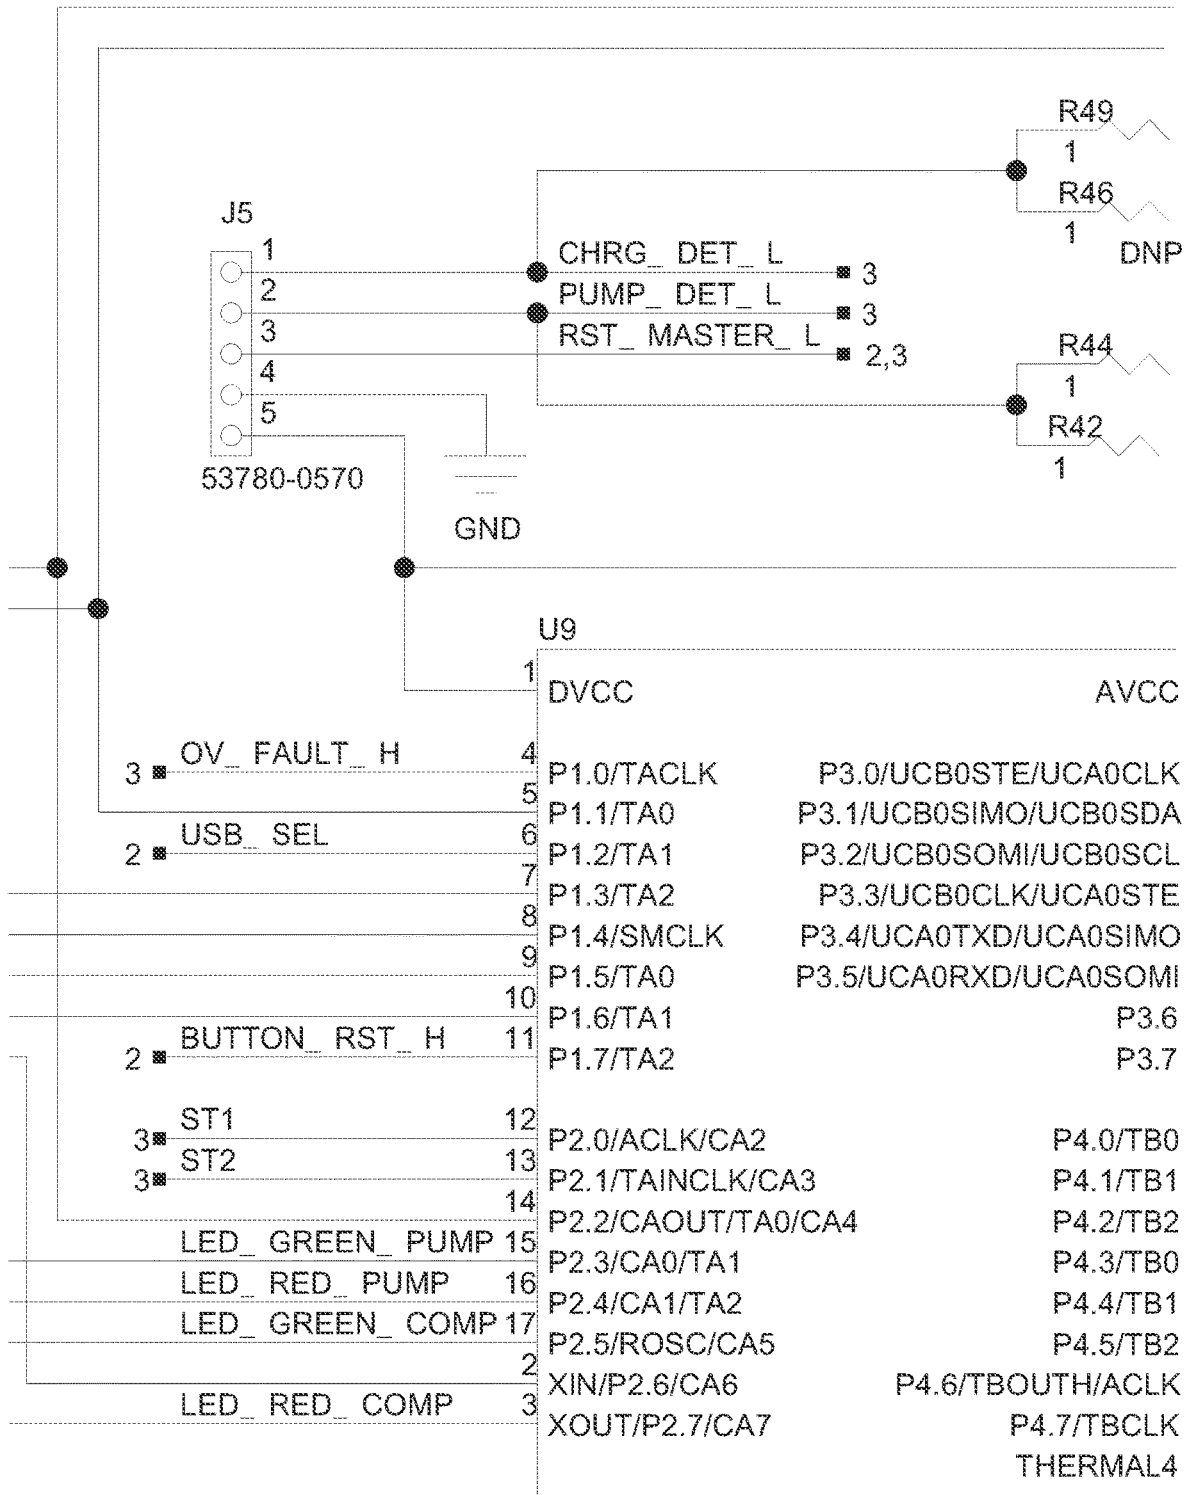 R49
1
R46
1
DNP
J5
1
CHRG_ DET_ L
3
2
PUMP_ DET_ L
3
3
RST_ MASTER_ L
2,3
4
5
R44
1
R42
1
53780-0570
GND
U9
1
DVCC AVCC
3 OV_ FAULT_ H 4
P1.0/TACLK P3.0/UCB0STE/UCA0CLK
5
P1.1/TA0 P3.1/UCB0SIMO/UCB0SDA
2 USB_ SEL 6
P1.2/TA1 P3.2/UCB0SOMI/UCB0SCL
7
P1.3/TA2 P3.3/UCB0CLK/UCA0STE
8
P1.4/SMCLK P3.4/UCA0TXD/UCA0SIMO
9
P1.5/TA0 P3.5/UCA0RXD/UCA0SOMI
10
P1.6/TA1 P3.6
2 BUTTON_ RST_ H 11
P1.7/TA2 P3.7
3 ST1 12
P2.0/ACLK/CA2 P4.0/TB0
3 ST2 13
P2.1/TAINCLK/CA3 P4.1/TB1
14
P2.2/CAOUT/TA0/CA4 P4.2/TB2
LED_ GREEN_ PUMP 15
P2.3/CA0/TA1 P4.3/TB0
LED_ RED_ PUMP 16
P2.4/CA1/TA2 P4.4/TB1
LED_ GREEN_ COMP 17
P2.5/ROSC/CA5 P4.5/TB2
2
XIN/P2.6/CA6 P4.6/TBOUTH/ACLK
LED_ RED_ COMP 3
XOUT/P2.7/CA7 P4.7/TBCLK
THERMAL4